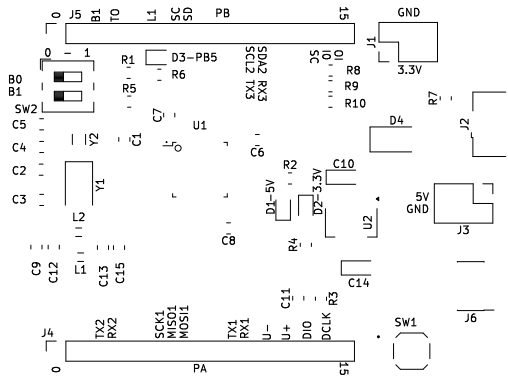 0 J5 B1 TO L1 SC SD PB 15 GND
J1
0 - 1 R1 D3-PB5 SCL2 TX3 SDA2 RX3 SC IO OI 3.3V
B0 R6 R8
B1 R5 R9 R7
SW2 R10
C5 C7 U1 D4 J2
C4 Y2 C1 C6
C2 R2 C10
Y1 D1-5V D2-3.3V 5V
C3 GND
L2 U2 J3
C8 R4
C9 C12 L1 C13 C15 C14
C11 R3
TX2 RX2 SCK1 MISO1 MOSI1 TX1 RX1 U- U+ DIO DCLK SW1 J6
J4
0 PA 15